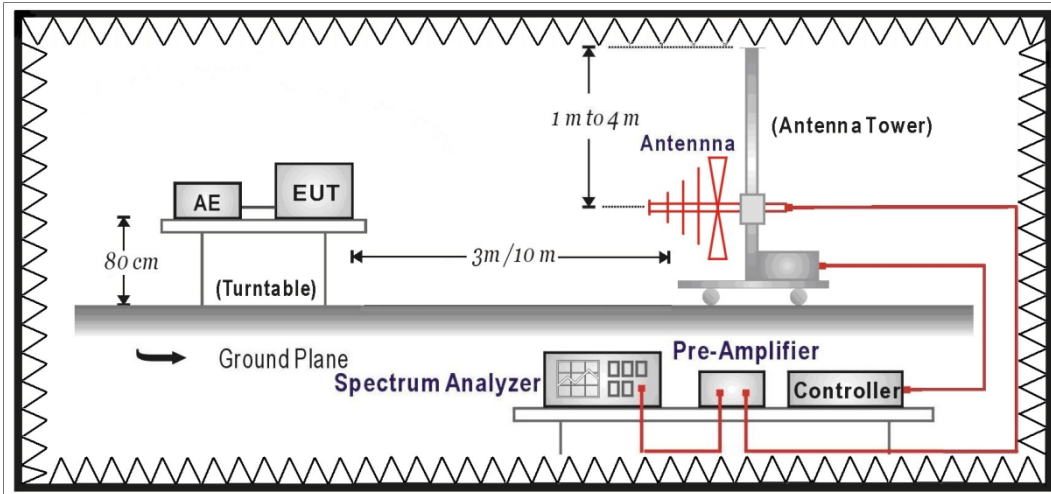 1 m to 4 m
(Antenna Tower)
Antennna
EUT
AE
80 cm
3m/10 m
(Turntable)
Ground Plane
Pre-Amplifier
Spectrum Analyzer
Controller